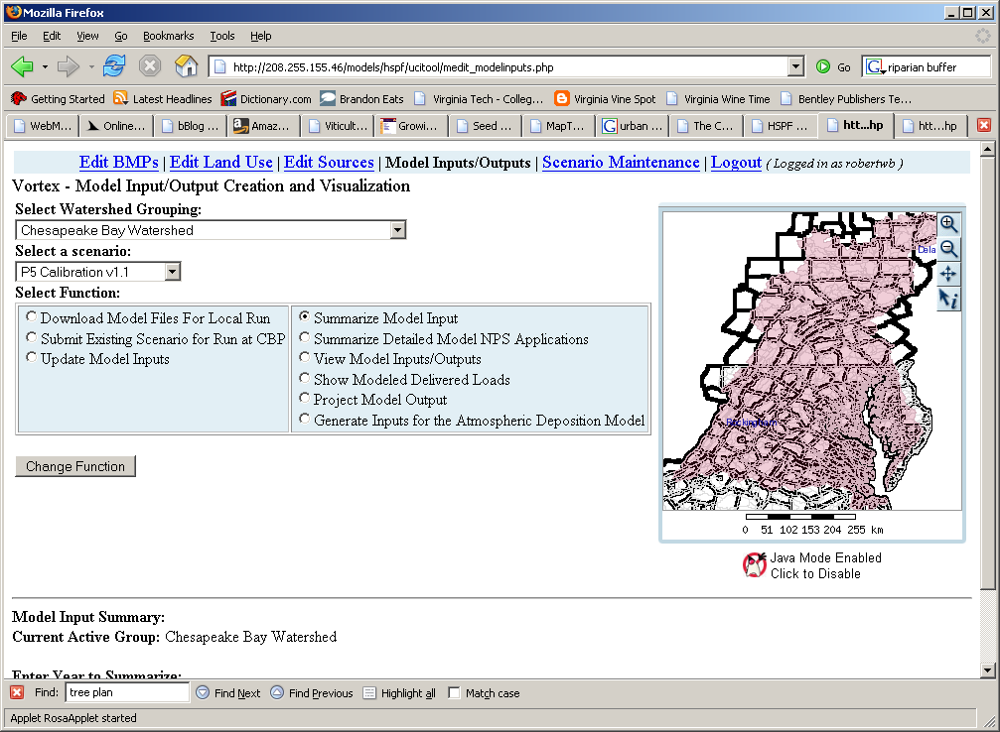 Mozilla Firefox
File Edit View Go Bookmarks Tools Help
http://208.255.155.46/models/hspf/ucitool/medit_modelinputs.php Go riparian buffer
Getting Started Latest Headlines Dictionary.com Brandon Eats Virginia Tech - Colleg... Virginia Vine Spot Virginia Wine Time Bentley Publishers Te...
WebM... Online... bBlog ... Amaz... Viticult... Growi... Seed ... MapT... urban ... The C... HSPF ... htt...hp htt...hp
Edit BMPs | Edit Land Use | Edit Sources | Model Inputs/Outputs | Scenario Maintenance | Logout ( Logged in as robertwb )
Vortex - Model Input/Output Creation and Visualization
Select Watershed Grouping:
Chesapeake Bay Watershed
Select a scenario:
P5 Calibration v1.1
Select Function:
Download Model Files For Local Run
Submit Existing Scenario for Run at CBP
Update Model Inputs
Summarize Model Input
Summarize Detailed Model NPS Applications
View Model Inputs/Outputs
Show Modeled Delivered Loads
Project Model Output
Generate Inputs for the Atmospheric Deposition Model
Change Function
Dela
0 51 102 153 204 255 km
Java Mode Enabled
Click to Disable
Model Input Summary:
Current Active Group: Chesapeake Bay Watershed
Enter Year to Summarize:
Find: tree plan Find Next Find Previous Highlight all Match case
Applet RosaApplet started